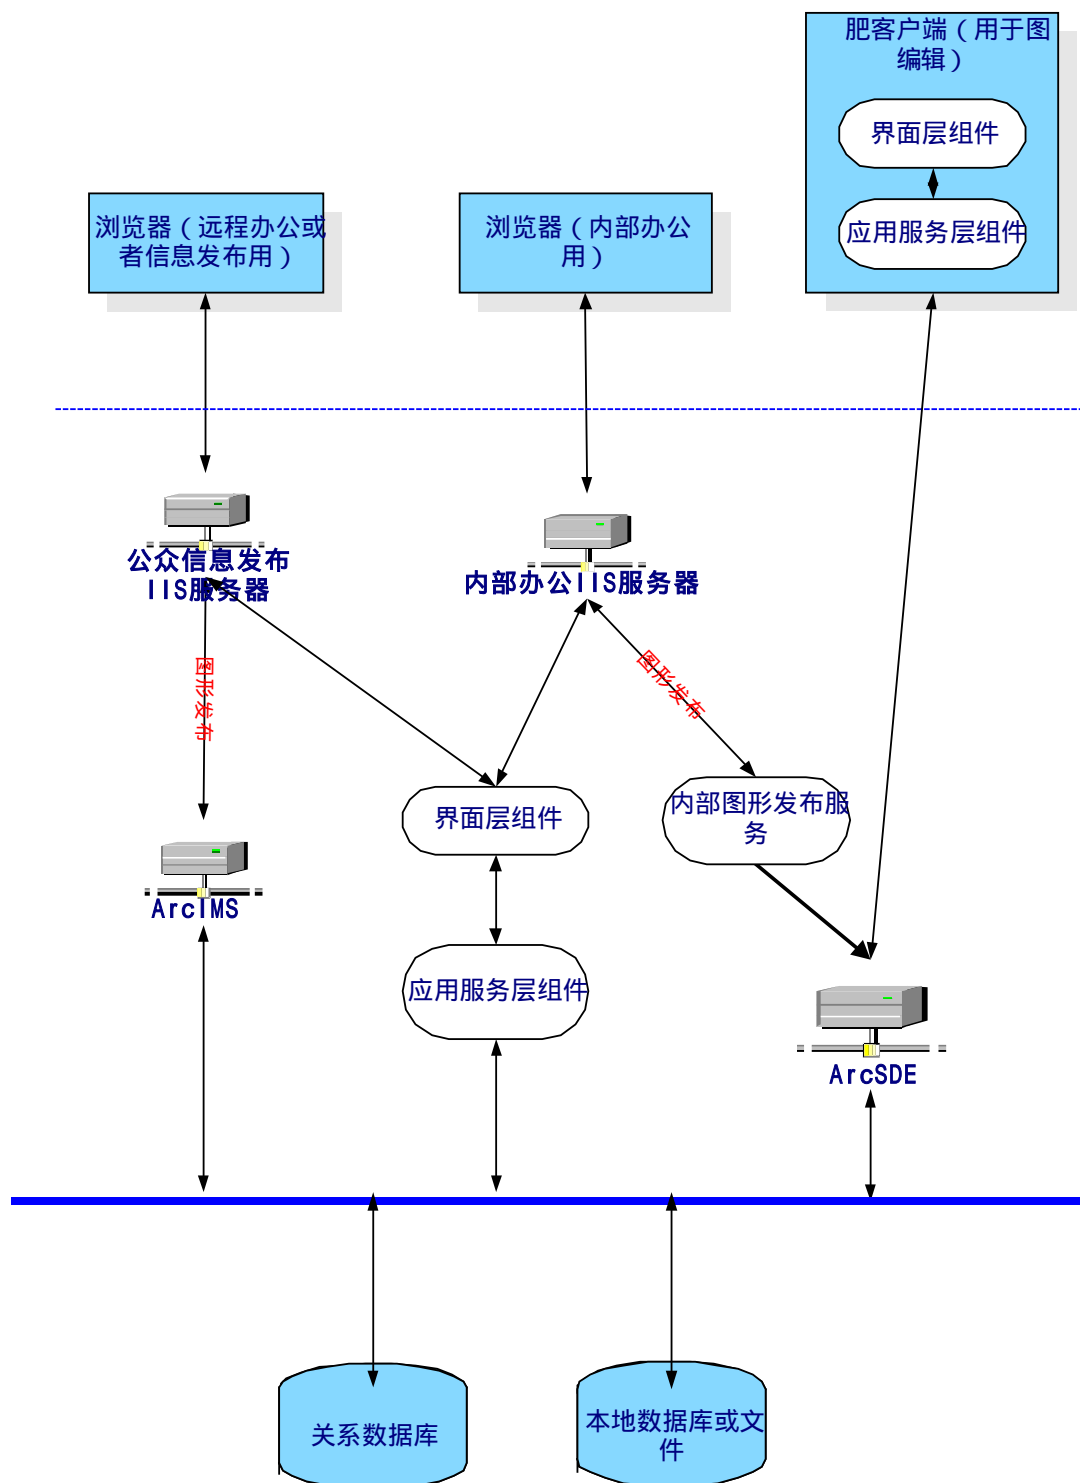 肥客户端（用于图
编辑）
界面层组件
应用服务层组件
浏览器（远程办公或
者信息发布用）
浏览器（内部办公
用）
公众信息发布
IIS服务器
内部办公IIS服务器
图形发布
图形发布
界面层组件
内部图形发布服
务
ArcIMS
应用服务层组件
ArcSDE
关系数据库
本地数据库或文
件